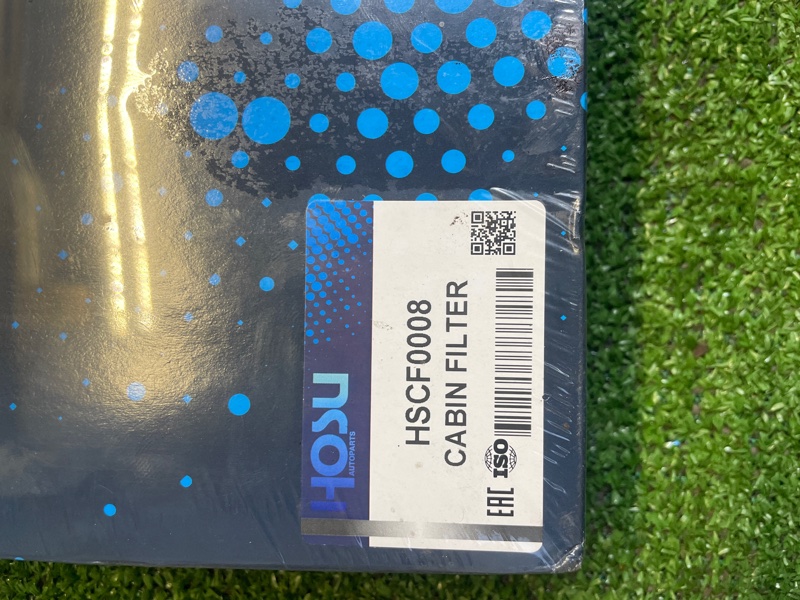 HOSU
AUTOPARTS
HSCF0008
CABIN FILTER
EAC ISO